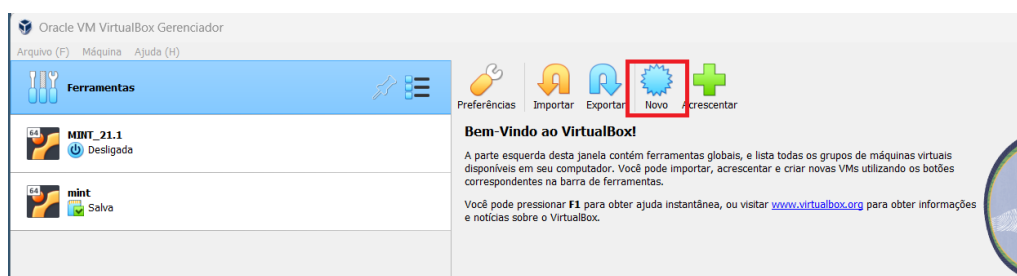 Oracle VM VirtualBox Gerenciador
Arquivo (F) Máquina Ajuda (H)
Ferramentas
Preferências Importar Exportar Novo Acrescentar
64 MINT_21.1
Desligada
64 mint
Salva
Bem-Vindo ao VirtualBox!
A parte esquerda desta janela contém ferramentas globais, e lista todas os grupos de máquinas virtuais
disponíveis em seu computador. Você pode importar, acrescentar e criar novas VMs utilizando os botões
correspondentes na barra de ferramentas.
Você pode pressionar F1 para obter ajuda instantânea, ou visitar www.virtualbox.org para obter informações
e notícias sobre o VirtualBox.